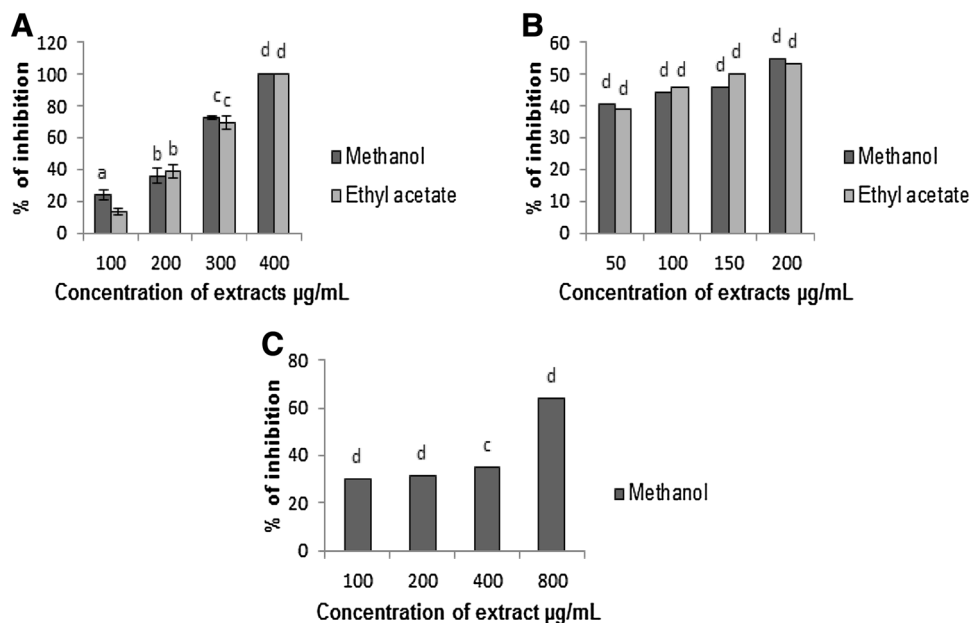 A
120
100
80
60
40
20
0
% of inhibition
a
b b
c c
d d
100 200 300 400
Concentration of extracts µg/mL
Methanol
Ethyl acetate
B
60
50
40
30
20
10
0
% of inhibition
d d
d d
d d
d d
50 100 150 200
Concentration of extracts µg/mL
Methanol
Ethyl acetate
C
80
60
40
20
0
% of inhibition
d d c d
100 200 400 800
Concentration of extract µg/mL
Methanol